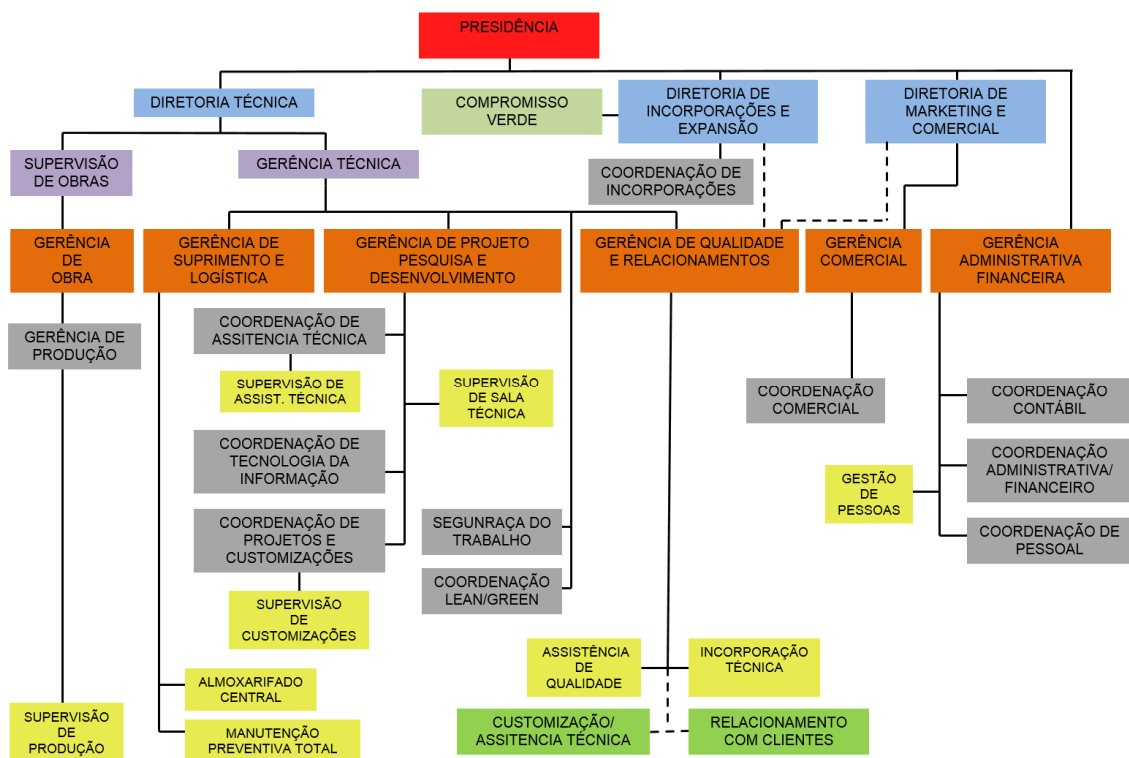 PRESIDÊNCIA
DIRETORIA TÉCNICA
COMPROMISSO
VERDE
DIRETORIA DE
INCORPORAÇÕES E
EXPANSÃO
DIRETORIA DE
MARKETING E
COMERCIAL
SUPERVISÃO
DE OBRAS
GERÊNCIA TÉCNICA
COORDENAÇÃO DE
INCORPORAÇÕES
GERÊNCIA
DE
OBRA
GERÊNCIA DE
SUPRIMENTO E
LOGÍSTICA
GERÊNCIA DE PROJETO
PESQUISA E
DESENVOLVIMENTO
GERÊNCIA DE QUALIDADE
E RELACIONAMENTOS
GERÊNCIA
COMERCIAL
GERÊNCIA
ADMINISTRATIVA
FINANCEIRA
GERÊNCIA DE
PRODUÇÃO
COORDENAÇÃO DE
ASSITENCIA TÉCNICA
SUPERVISÃO DE
ASSIST. TÉCNICA
SUPERVISÃO
DE SALA
TÉCNICA
COORDENAÇÃO
COMERCIAL
COORDENAÇÃO
CONTÁBIL
COORDENAÇÃO DE
TECNOLOGIA DA
INFORMAÇÃO
COORDENAÇÃO
ADMINISTRATIVA/
FINANCEIRO
GESTÃO
DE
PESSOAS
COORDENAÇÃO DE
PROJETOS E
CUSTOMIZAÇÕES
SEGUNRAÇA DO
TRABALHO
COORDENAÇÃO DE
PESSOAL
COORDENAÇÃO
LEAN/GREEN
SUPERVISÃO
DE
CUSTOMIZAÇÕES
ASSISTÊNCIA
DE
QUALIDADE
INCORPORAÇÃO
TÉCNICA
ALMOXARIFADO
CENTRAL
SUPERVISÃO
DE
PRODUÇÃO
MANUTENÇÃO
PREVENTIVA TOTAL
CUSTOMIZAÇÃO/
ASSITENCIA TÉCNICA
RELACIONAMENTO
COM CLIENTES